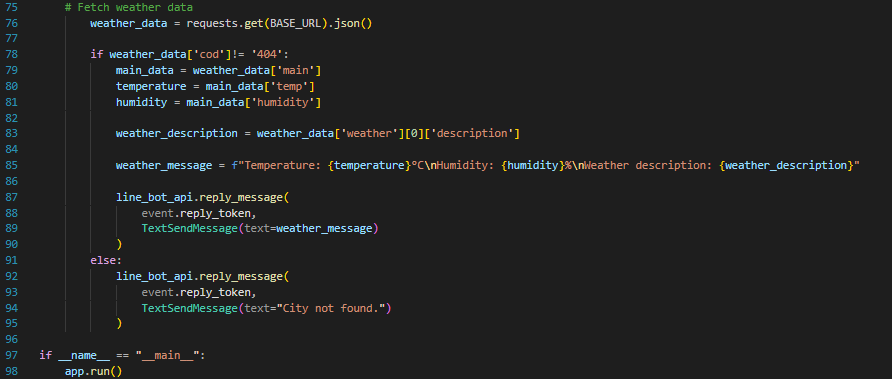 75 # Fetch weather data
76 weather_data = requests.get(BASE_URL).json()
77
78 if weather_data['cod']!= '404':
79 main_data = weather_data['main']
80 temperature = main_data['temp']
81 humidity = main_data['humidity']
82
83 weather_description = weather_data['weather'][0]['description']
84
85 weather_message = f"Temperature: {temperature}°C\nHumidity: {humidity}%\nWeather description: {weather_description}"
86
87 line_bot_api.reply_message(
88 event.reply_token,
89 TextSendMessage(text=weather_message)
90 )
91 else:
92 line_bot_api.reply_message(
93 event.reply_token,
94 TextSendMessage(text="City not found.")
95 )
96
97 if __name__ == "__main__":
98 app.run()